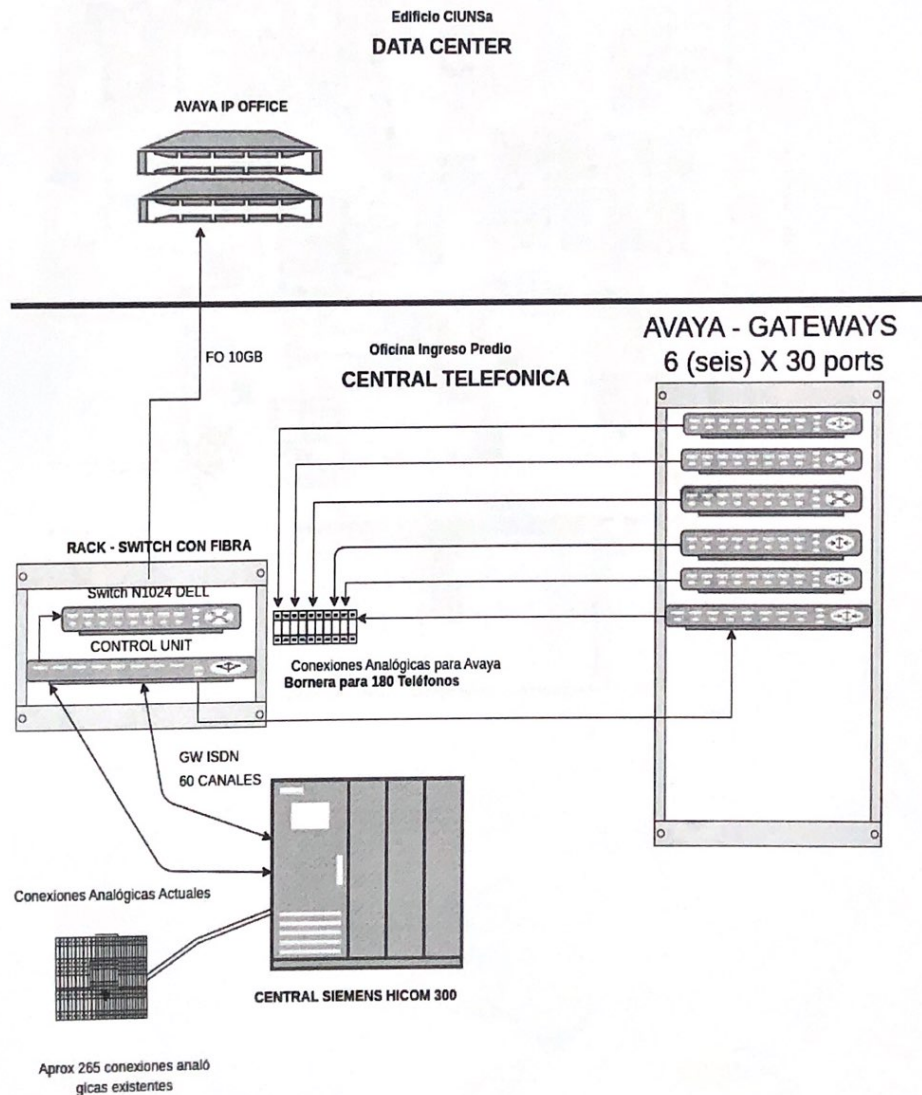 Edificio CIUNSa
DATA CENTER
AVAYA IP OFFICE
FO 10GB
Oficina Ingreso Predio
CENTRAL TELEFONICA
AVAYA - GATEWAYS
6 (seis) X 30 ports
RACK - SWITCH CON FIBRA
Switch N1024 DELL
CONTROL UNIT
Conexiones Analógicas para Avaya
Bornera para 180 Teléfonos
GW ISDN
60 CANALES
Conexiones Analógicas Actuales
CENTRAL SIEMENS HICOM 300
Aprox 265 conexiones analó
gicas existentes